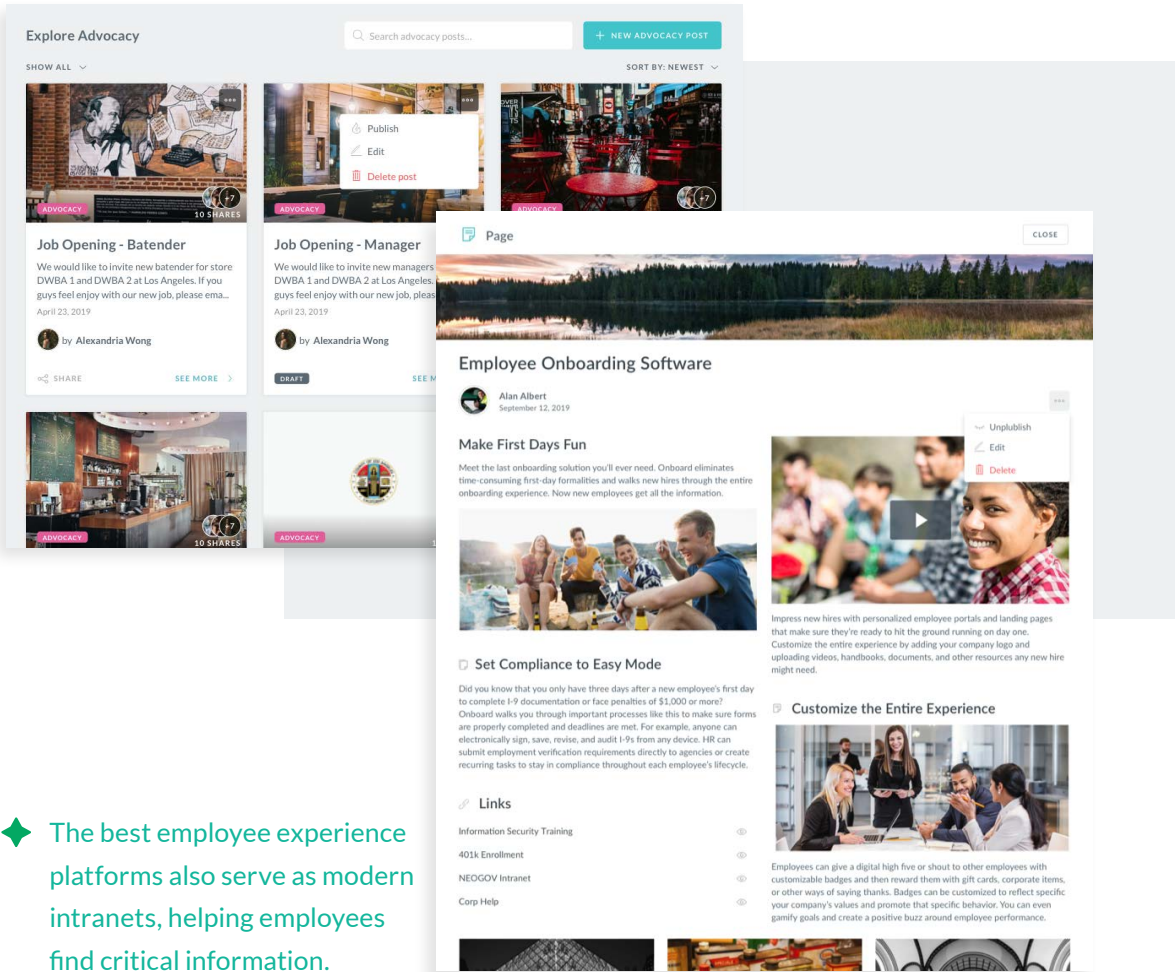 Explore Advocacy
Search advocacy posts...
+ NEW ADVOCACY POST
SHOW ALL
SORT BY: NEWEST
Publish
Edit
Delete post
+7
10 SHARES
ADVOCACY
ADVOCACY
+7
ADVOCACY
Job Opening - Batender
We would like to invite new batender for store
DWBA 1 and DWBA 2 at Los Angeles. If you
guys feel enjoy with our new job, please ema...
April 23, 2019
by Alexandria Wong
SHARE
SEE MORE
Job Opening - Manager
We would like to invite new managers
DWBA 1 and DWBA 2 at Los Angeles.
guys feel enjoy with our new job, pleas
April 23, 2019
by Alexandria Wong
DRAFT
SEE M
ADVOCACY
+7
10 SHARES
ADVOCACY
1
Page
CLOSE
Employee Onboarding Software
Alan Albert
September 12, 2019
Unpublish
Edit
Delete
Make First Days Fun
Meet the last onboarding solution you'll ever need. Onboard eliminates
time-consuming first-day formalities and walks new hires through the entire
onboarding experience. Now new employees get all the information.
Set Compliance to Easy Mode
Did you know that you only have three days after a new employee's first day
to complete I-9 documentation or face penalties of $1,000 or more?
Onboard walks you through important processes like this to make sure forms
are properly completed and deadlines are met. For example, anyone can
electronically sign, save, revise, and audit I-9s from any device. HR can
submit employment verification requirements directly to agencies or create
recurring tasks to stay in compliance throughout each employee's lifecycle.
Links
Information Security Training
401k Enrollment
NEOGOV Intranet
Corp Help
Impress new hires with personalized employee portals and landing pages
that make sure they're ready to hit the ground running on day one.
Customize the entire experience by adding your company logo and
uploading videos, handbooks, documents, and other resources any new hire
might need.
Customize the Entire Experience
Employees can give a digital high five or shout to other employees with
customizable badges and then reward them with gift cards, corporate items,
or other ways of saying thanks. Badges can be customized to reflect specific
your company's values and promote that specific behavior. You can even
gamify goals and create a positive buzz around employee performance.
The best employee experience
platforms also serve as modern
intranets, helping employees
find critical information.